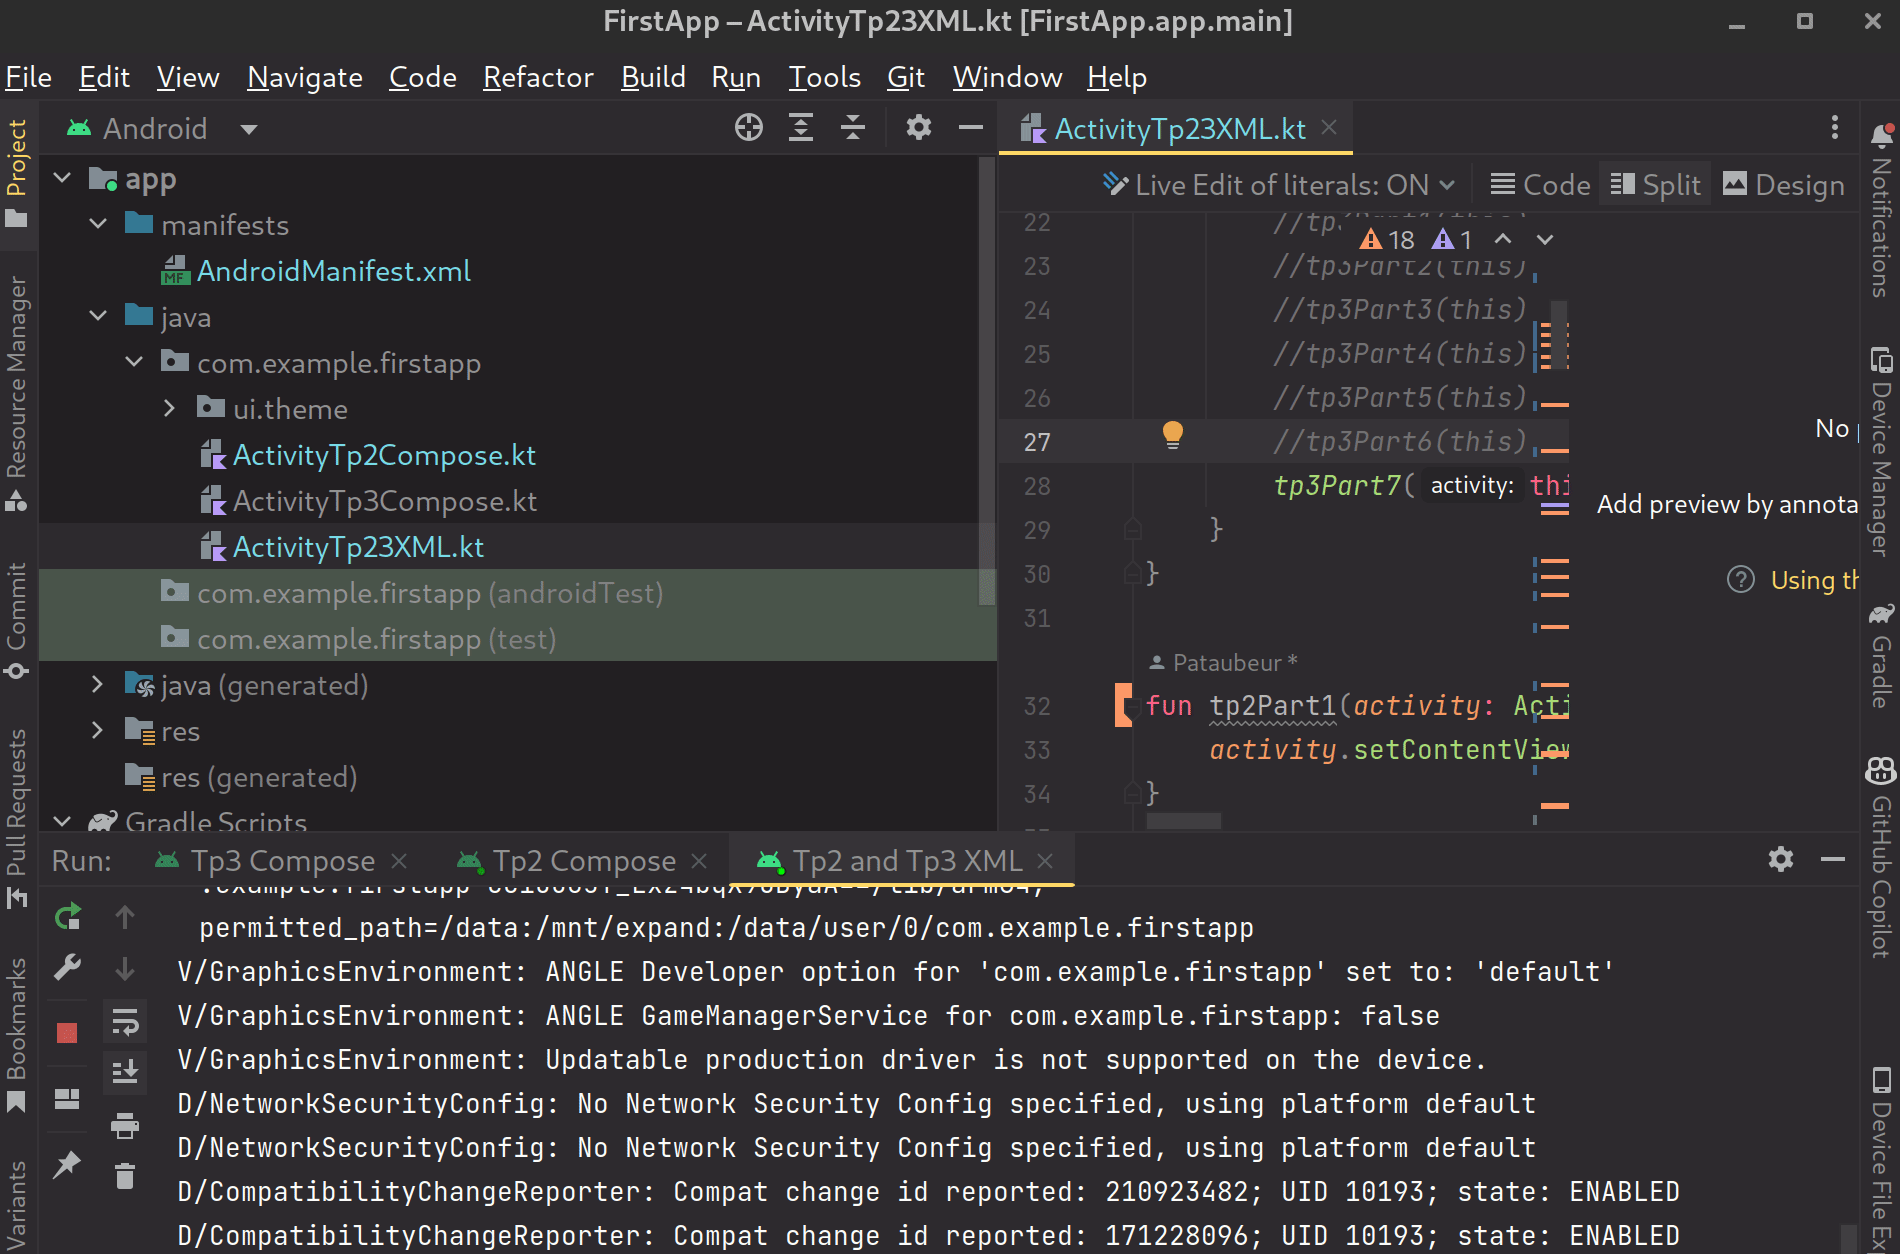 FirstApp – ActivityTp23XML.kt [FirstApp.app.main]
File Edit View Navigate Code Refactor Build Run Tools Git Window Help
Project
Resource Manager
Commit
Pull Requests
Bookmarks
Variants
Android
app
manifests
AndroidManifest.xml
java
com.example.firstapp
ui.theme
ActivityTp2Compose.kt
ActivityTp3Compose.kt
ActivityTp23XML.kt
com.example.firstapp (androidTest)
com.example.firstapp (test)
java (generated)
res
res (generated)
Gradle Scripts
ActivityTp23XML.kt
Live Edit of literals: ON Code Split Design
18 1
22
23 //tp3Part2(this)
24 //tp3Part3(this)
25 //tp3Part4(this)
26 //tp3Part5(this)
27 //tp3Part6(this)
28 tp3Part7( activity: thi
29 }
30 }
31
Pataubeur *
32 fun tp2Part1(activity: Acti
33 activity.setContentView
34 }
No
Add preview by annota
Using th
Notifications
Device Manager
Gradle
GitHub Copilot
Device File Ex
Run: Tp3 Compose Tp2 Compose Tp2 and Tp3 XML
permitted_path=/data:/mnt/expand:/data/user/0/com.example.firstapp
V/GraphicsEnvironment: ANGLE Developer option for 'com.example.firstapp' set to: 'default'
V/GraphicsEnvironment: ANGLE GameManagerService for com.example.firstapp: false
V/GraphicsEnvironment: Updatable production driver is not supported on the device.
D/NetworkSecurityConfig: No Network Security Config specified, using platform default
D/NetworkSecurityConfig: No Network Security Config specified, using platform default
D/CompatibilityChangeReporter: Compat change id reported: 210923482; UID 10193; state: ENABLED
D/CompatibilityChangeReporter: Compat change id reported: 171228096; UID 10193; state: ENABLED